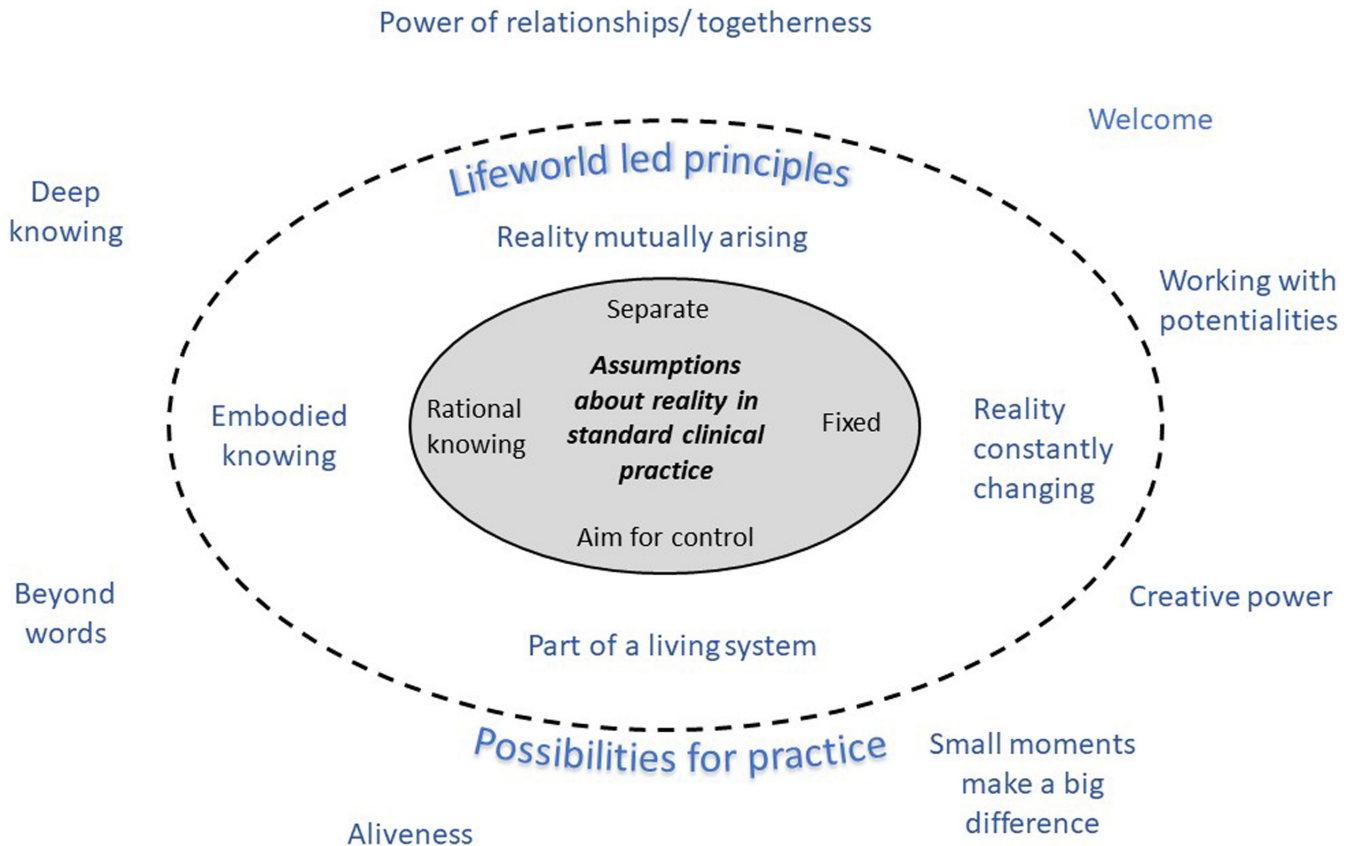 Power of relationships/ togetherness
Welcome
Lifeworld led principles
Deep
knowing
Reality mutually arising
Working with
potentialities
Separate
Assumptions
about reality in
standard clinical
practice
Rational
knowing
Fixed
Embodied
knowing
Reality
constantly
changing
Aim for control
Beyond
words
Creative power
Part of a living system
Possibilities for practice
Small moments
make a big
difference
Aliveness